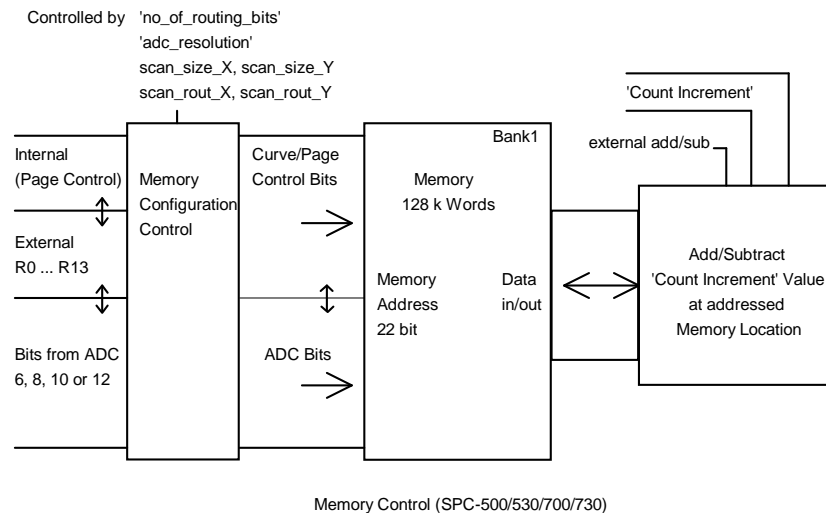 Controlled by 'no_of_routing_bits'
'adc_resolution'
scan_size_X, scan_size_Y
scan_rout_X, scan_rout_Y
Internal
(Page Control)
External
R0 ... R13
Bits from ADC
6, 8, 10 or 12
Memory
Configuration
Control
Curve/Page
Control Bits
ADC Bits
Bank1
Memory
128 k Words
Memory
Address
22 bit
Data
in/out
'Count Increment'
external add/sub
Add/Subtract
'Count Increment' Value
at addressed
Memory Location
Memory Control (SPC-500/530/700/730)